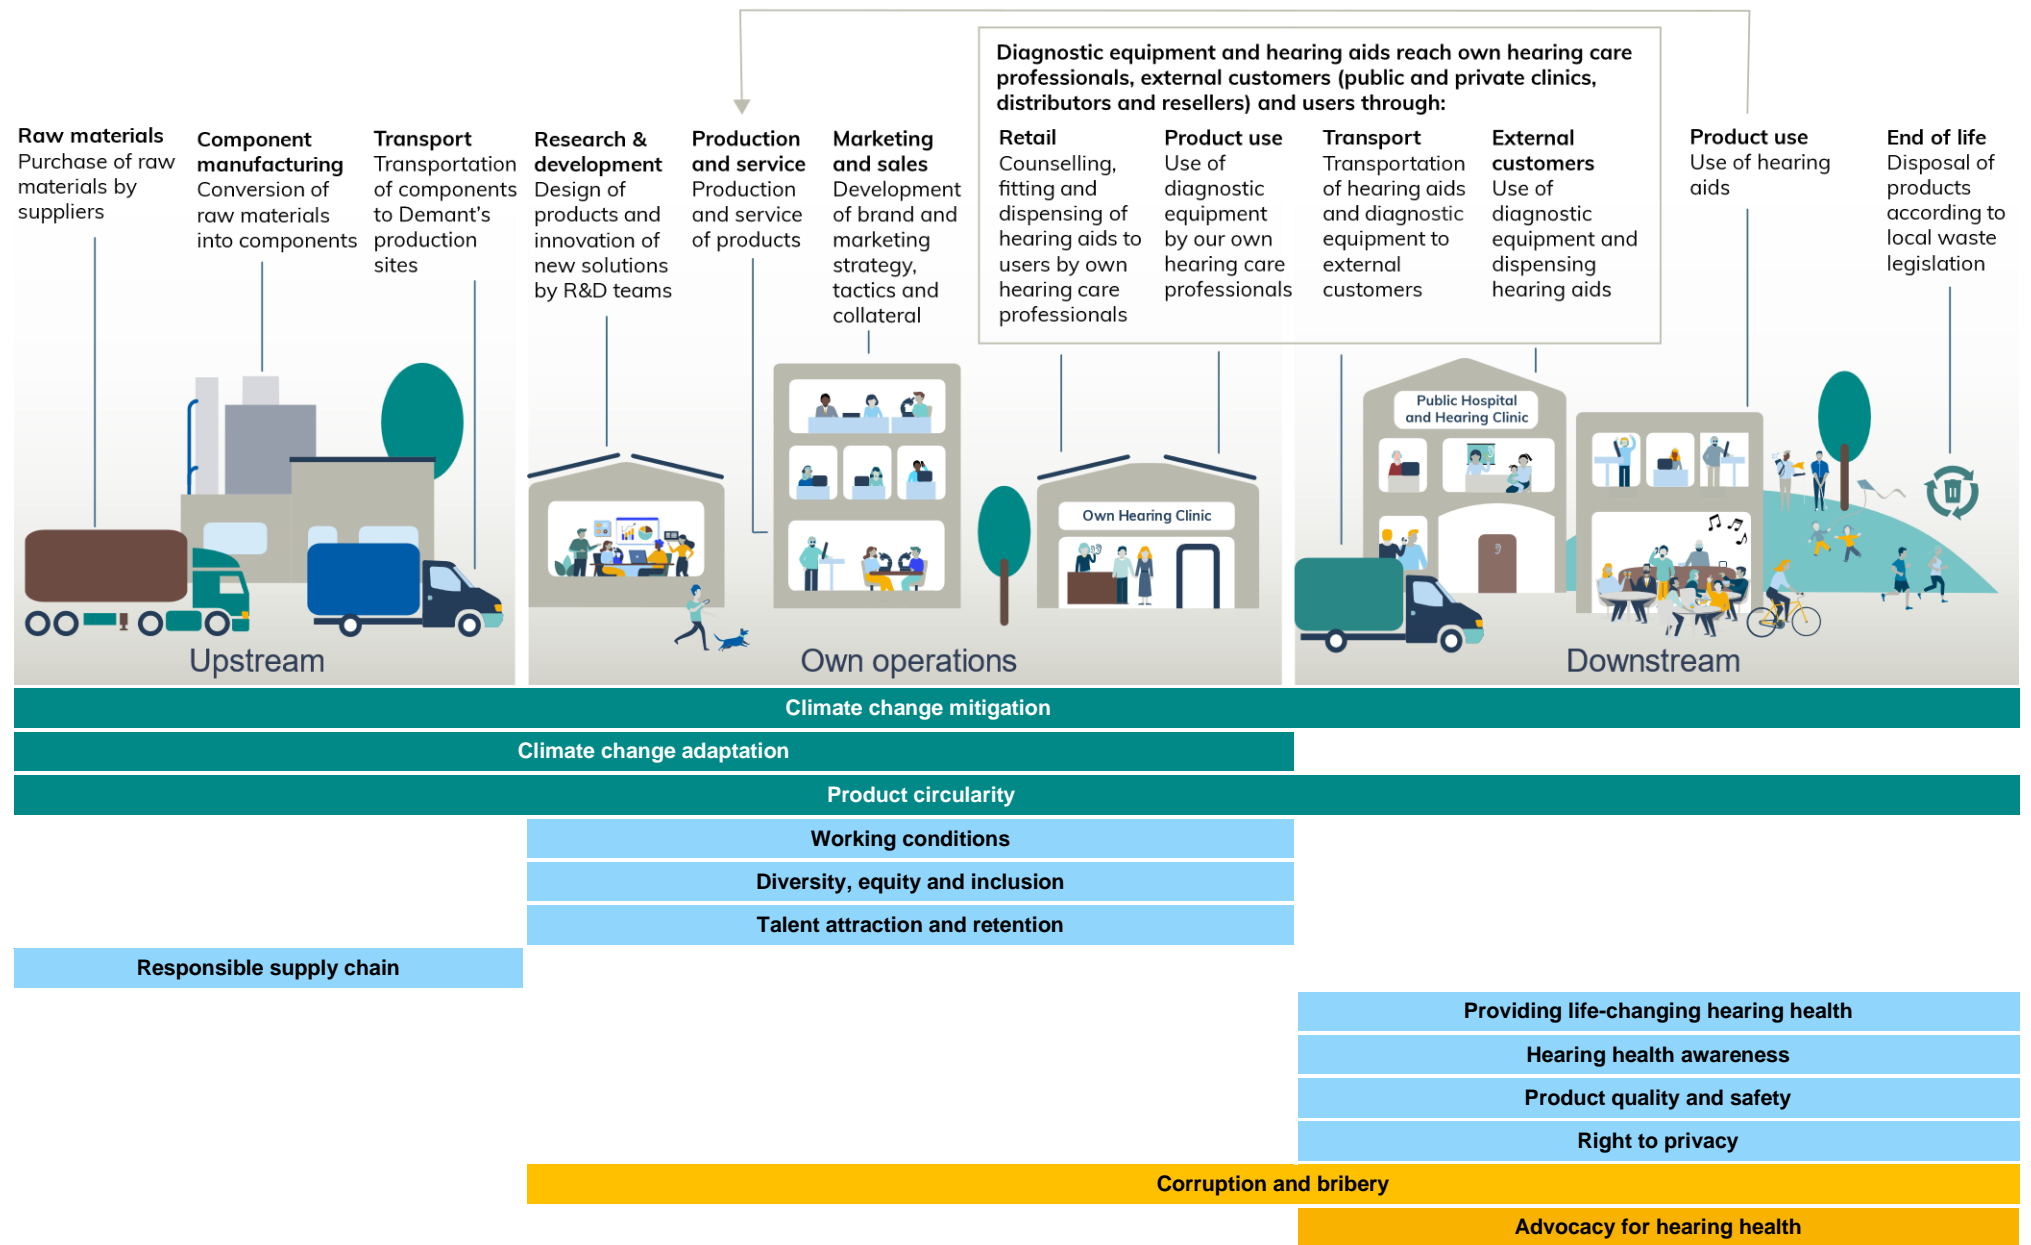 Diagnostic equipment and hearing aids reach own hearing care
professionals, external customers (public and private clinics,
distributors and resellers) and users through:
Raw materials
Purchase of raw
materials by
suppliers
Component
manufacturing
Conversion of
raw materials
into components
Transport
Transportation
of components
to Demant's
production
sites
Research &
development
Design of
products and
innovation of
new solutions
by R&D teams
Production
and service
Production
and service
of products
Marketing
and sales
Development
of brand and
marketing
strategy,
tactics and
collateral
Retail
Counselling,
fitting and
dispensing of
hearing aids to
users by own
hearing care
professionals
Product use
Use of
diagnostic
equipment
by our own
hearing care
professionals
Transport
Transportation
of hearing aids
and diagnostic
equipment to
external
customers
External
customers
Use of
diagnostic
equipment and
dispensing
hearing aids
Product use
Use of hearing
aids
End of life
Disposal of
products
according to
local waste
legislation
Public Hospital
and Hearing Clinic
Own Hearing Clinic
Upstream
Own operations
Downstream
Climate change mitigation
Climate change adaptation
Product circularity
Working conditions
Diversity, equity and inclusion
Talent attraction and retention
Responsible supply chain
Providing life-changing hearing health
Hearing health awareness
Product quality and safety
Right to privacy
Corruption and bribery
Advocacy for hearing health